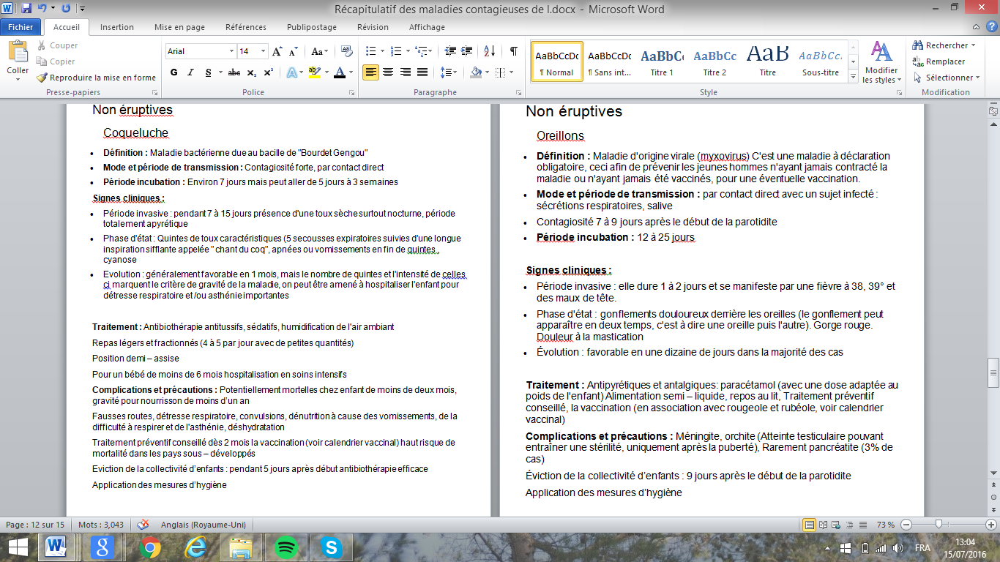 Récapitulatif des maladies contagieuses de l.docx - Microsoft Word
Fichier Accueil Insertion Mise en page Références Publipostage Révision Affichage
Coller
Couper
Copier
Reproduire la mise en forme
Presse-papiers
Arial 14
G I S abc x₂ x²
Police
Paragraphe
AaBbCcDc AaBbCcDc AaBbC AaBbCc AaB AaBbCc.
¶ Normal ¶ Sans int... Titre 1 Titre 2 Titre Sous-titre
Style
Modifier
les styles
Rechercher
Remplacer
Sélectionner
Modification
Non éruptives
Coqueluche
• Définition : Maladie bactérienne due au bacille de "Bourdet Gengou"
• Mode et période de transmission : Contagiosité forte, par contact direct
• Période incubation : Environ 7 jours mais peut aller de 5 jours à 3 semaines
Signes cliniques :
• Période invasive : pendant 7 à 15 jours présence d'une toux sèche surtout nocturne, période
totalement apyrétique
• Phase d'état : Quintes de toux caractéristiques (5 secousses expiratoires suivies d'une longue
inspiration sifflante appelée " chant du coq", apnées ou vomissements en fin de quintes ,
cyanose
• Evolution : généralement favorable en 1 mois, mais le nombre de quintes et l'intensité de celles
ci marquent le critère de gravité de la maladie, on peut être amené à hospitaliser l'enfant pour
détresse respiratoire et /ou asthénie importantes
Traitement : Antibiothérapie antitussifs, sédatifs, humidification de l'air ambiant
Repas légers et fractionnés (4 à 5 par jour avec de petites quantités)
Position demi – assise
Pour un bébé de moins de 6 mois hospitalisation en soins intensifs
Complications et précautions : Potentiellement mortelles chez enfant de moins de deux mois,
gravité pour nourrisson de moins d'un an
Fausses routes, détresse respiratoire, convulsions, dénutrition à cause des vomissements, de la
difficulté à respirer et de l'asthénie, déshydratation
Traitement préventif conseillé dès 2 mois la vaccination (voir calendrier vaccinal) haut risque de
mortalité dans les pays sous – développés
Eviction de la collectivité d'enfants : pendant 5 jours après début antibiothérapie efficace
Application des mesures d'hygiène
Non éruptives
Oreillons
• Définition : Maladie d'origine virale (myxovirus) C'est une maladie à déclaration
obligatoire, ceci afin de prévenir les jeunes hommes n'ayant jamais contracté la
maladie ou n'ayant jamais été vaccinés, pour une éventuelle vaccination.
• Mode et période de transmission : par contact direct avec un sujet infecté :
sécrétions respiratoires, salive
• Contagiosité 7 à 9 jours après le début de la parotidite
• Période incubation : 12 à 25 jours
Signes cliniques :
• Période invasive : elle dure 1 à 2 jours et se manifeste par une fièvre à 38, 39° et
des maux de tête.
• Phase d'état : gonflements douloureux derrière les oreilles (le gonflement peut
apparaître en deux temps, c'est à dire une oreille puis l'autre). Gorge rouge.
Douleur à la mastication
• Évolution : favorable en une dizaine de jours dans la majorité des cas
Traitement : Antipyrétiques et antalgiques: paracétamol (avec une dose adaptée au
poids de l'enfant) Alimentation semi – liquide, repos au lit, Traitement préventif
conseillé, la vaccination (en association avec rougeole et rubéole, voir calendrier
vaccinal)
Complications et précautions : Méningite, orchite (Atteinte testiculaire pouvant
entraîner une stérilité, uniquement après la puberté), Rarement pancréatite (3% de
cas)
Éviction de la collectivité d'enfants : 9 jours après le début de la parotidite
Application des mesures d'hygiène
Page : 12 sur 15 Mots : 3,043 Anglais (Royaume-Uni) 73 %
FRA
13:04
15/07/2016